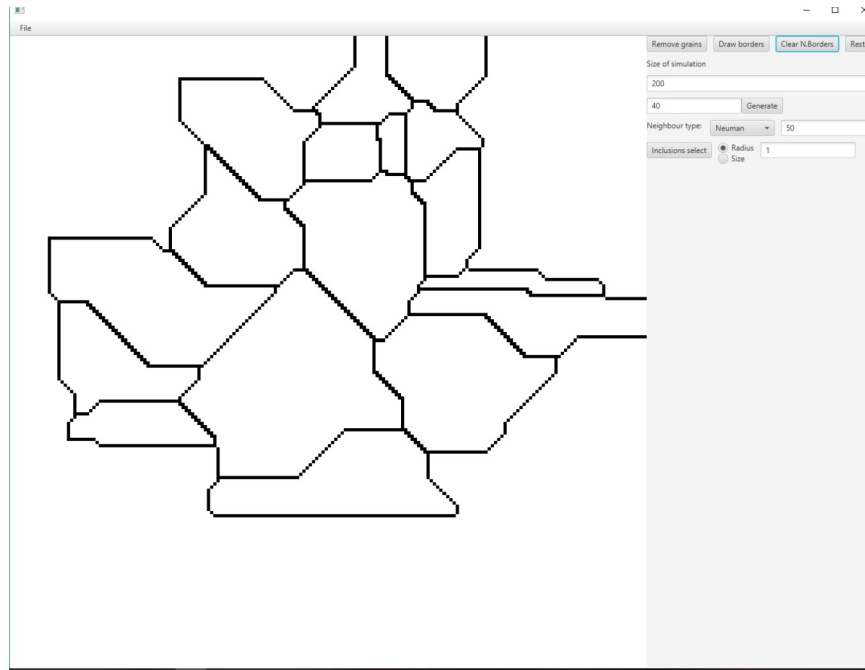 File
Remove grains Draw borders Clear N.Borders Rest
Size of simulation
200
40 Generate
Neighbour type: Neuman 50
Inclusions select Radius 1
Size